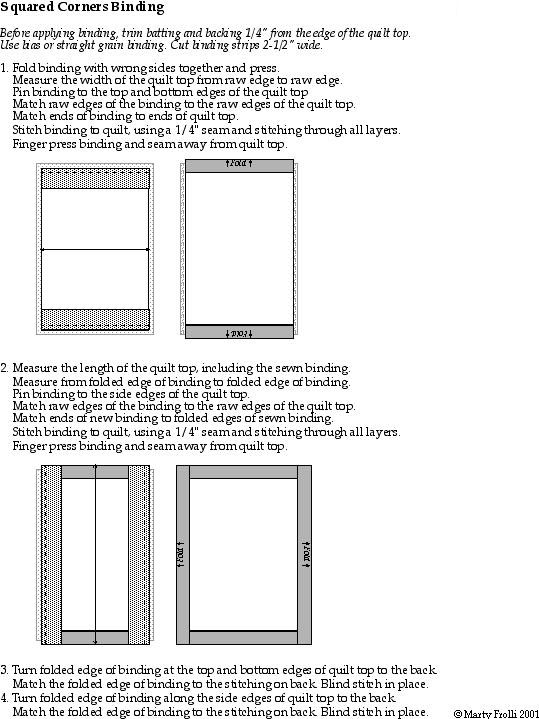 Squared Corners Binding
Before applying binding, trim batting and backing 1/4" from the edge of the quilt top.
Use bias or straight grain binding. Cut binding strips 2-1/2" wide.
1. Fold binding with wrong sides together and press.
Measure the width of the quilt top from raw edge to raw edge.
Pin binding to the top and bottom edges of the quilt top
Match raw edges of the binding to the raw edges of the quilt top.
Match ends of binding to ends of quilt top.
Stitch binding to quilt, using a 1/4" seam and stitching through all layers.
Finger press binding and seam away from quilt top.
↑Fold↑
↑Fold↑
2. Measure the length of the quilt top, including the sewn binding.
Measure from folded edge of binding to folded edge of binding.
Pin binding to the side edges of the quilt top.
Match raw edges of the binding to the raw edges of the quilt top.
Match ends of new binding to folded edges of sewn binding.
Stitch binding to quilt, using a 1/4" seam and stitching through all layers.
Finger press binding and seam away from quilt top.
↑Fold↑
↑Fold↑
3. Turn folded edge of binding at the top and bottom edges of quilt top to the back.
Match the folded edge of binding to the stitching on back. Blind stitch in place.
4. Turn folded edge of binding along the side edges of quilt top to the back.
Match the folded edge of binding to the stitching on back. Blind stitch in place.
© Marty Frolli 2001